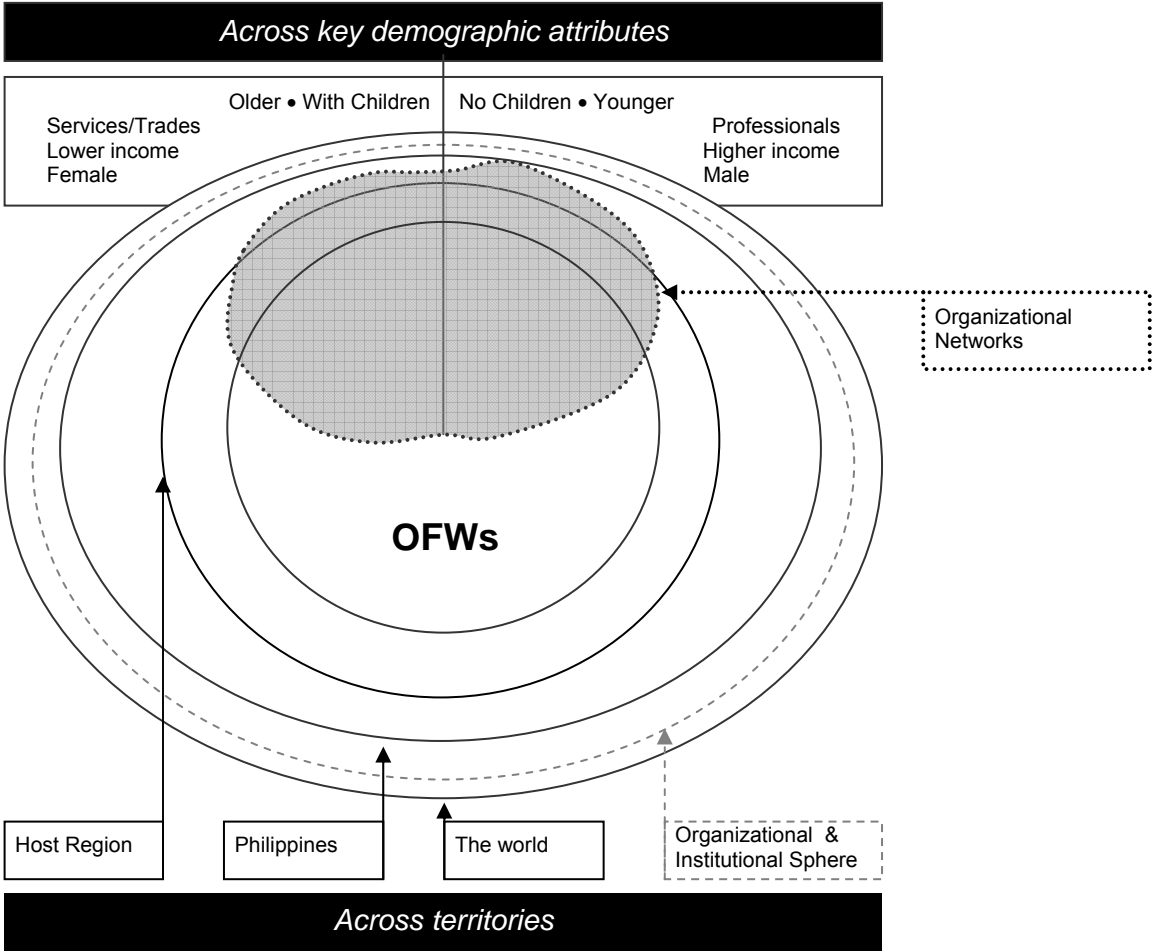 Across key demographic attributes
Older • With Children
No Children • Younger
Services/Trades
Lower income
Female
Professionals
Higher income
Male
Organizational
Networks
OFWs
Host Region
Philippines
The world
Organizational &
Institutional Sphere
Across territories